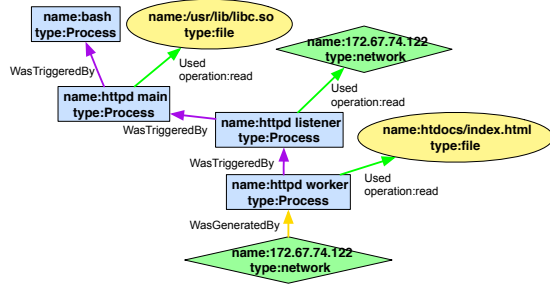 name:bash
type:Process
name:/usr/lib/libc.so
type:file
name:172.67.74.122
type:network
WasTriggeredBy
Used
operation:read
Used
operation:read
name:httpd main
type:Process
WasTriggeredBy
name:httpd listener
type:Process
name:htdocs/index.html
type:file
WasTriggeredBy
name:httpd worker
type:Process
Used
operation:read
WasGeneratedBy
name:172.67.74.122
type:network